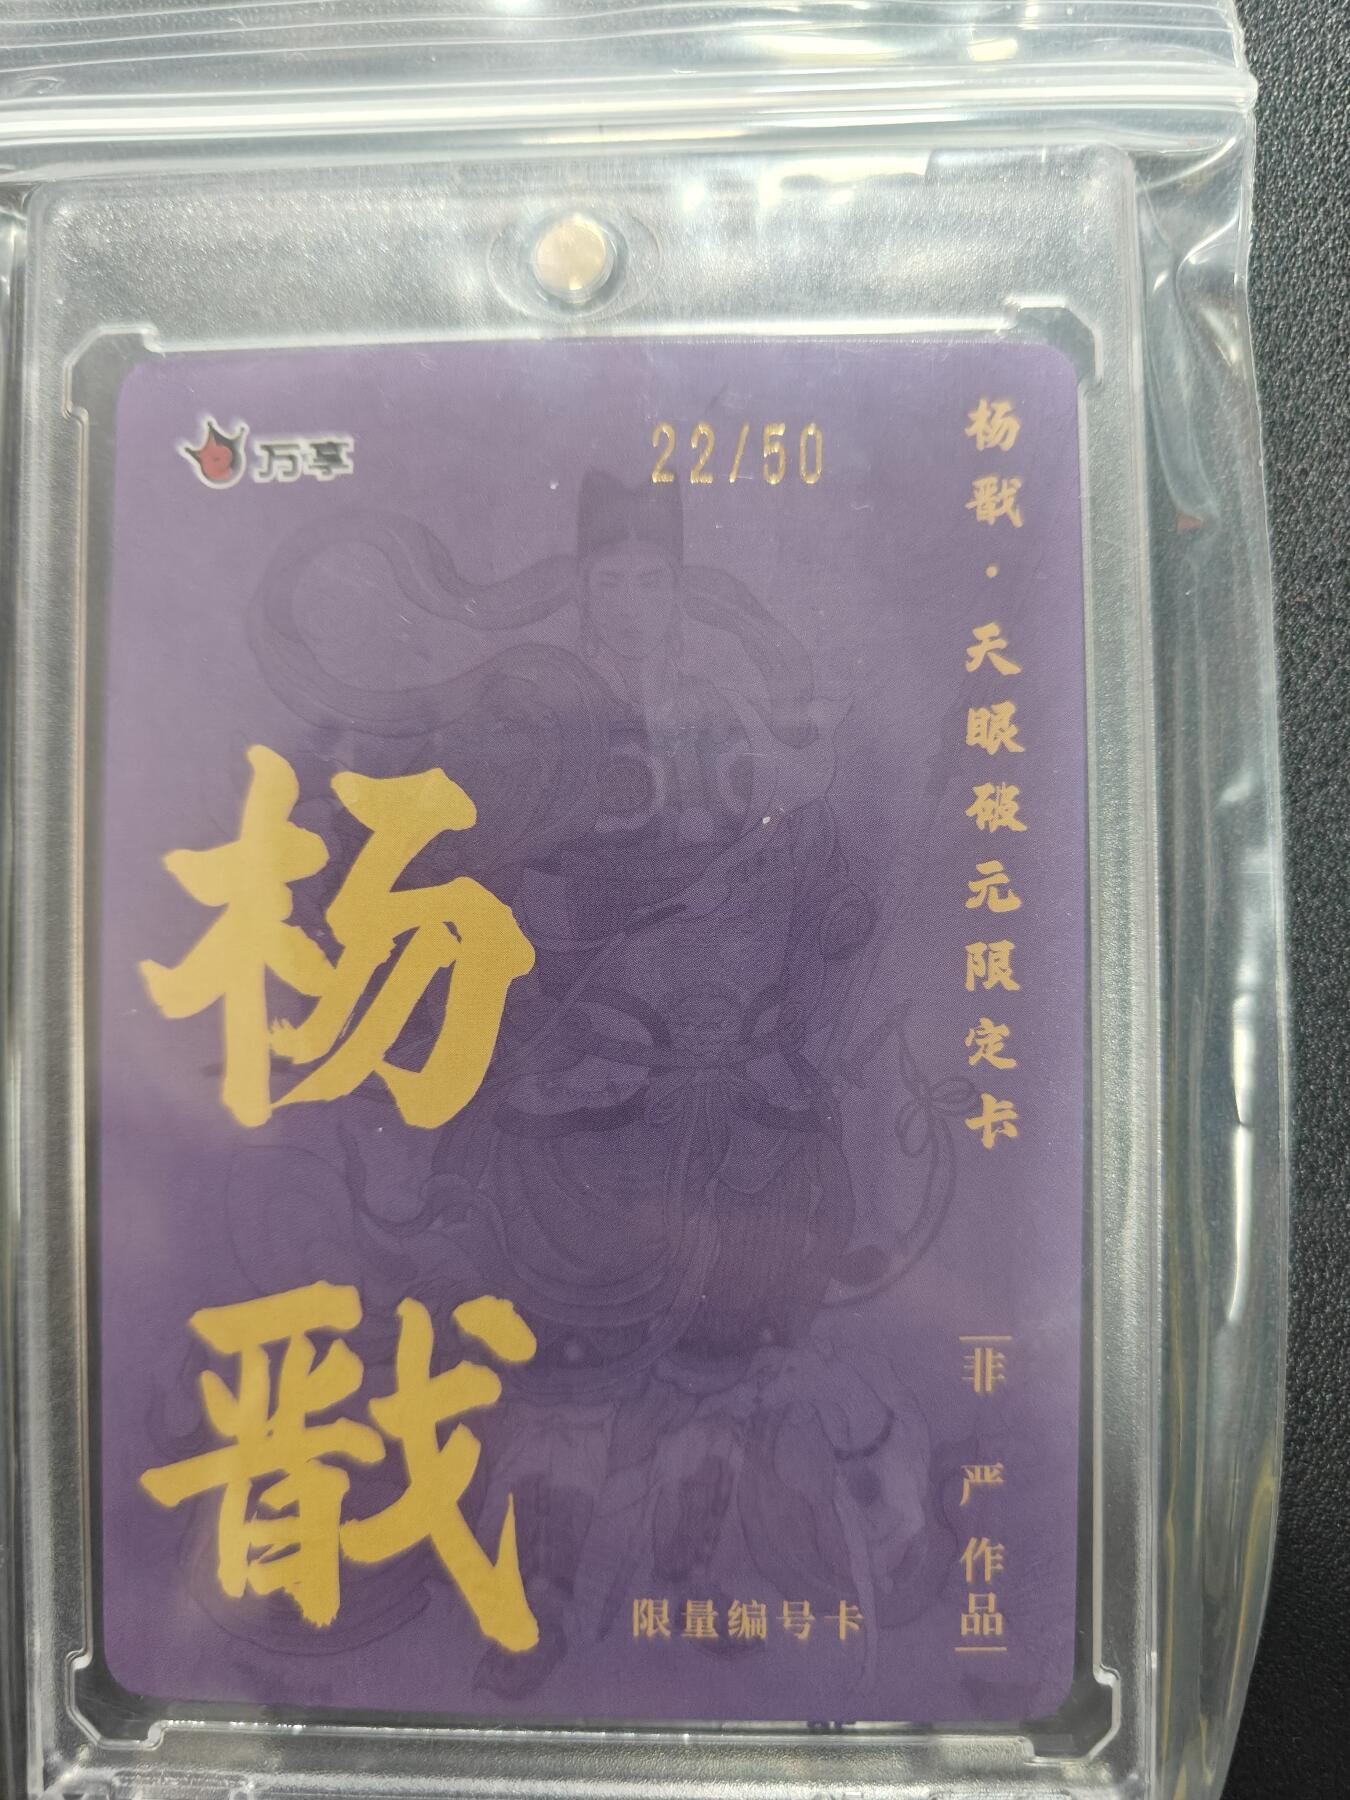 万享
22/50
杨戬·天眼破元限定卡
杨戬
限量编号卡
非严作品